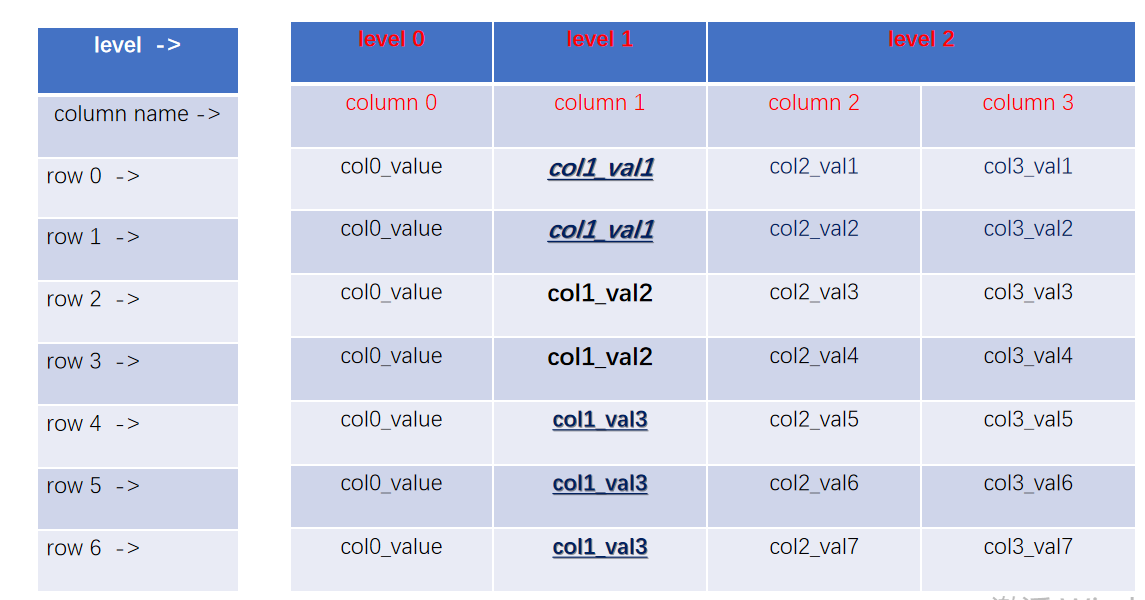 level -> level 0 level 1 level 2
column name -> column 0 column 1 column 2 column 3
row 0 -> col0_value col1_val1 col2_val1 col3_val1
row 1 -> col0_value col1_val1 col2_val2 col3_val2
row 2 -> col0_value col1_val2 col2_val3 col3_val3
row 3 -> col0_value col1_val2 col2_val4 col3_val4
row 4 -> col0_value col1_val3 col2_val5 col3_val5
row 5 -> col0_value col1_val3 col2_val6 col3_val6
row 6 -> col0_value col1_val3 col2_val7 col3_val7